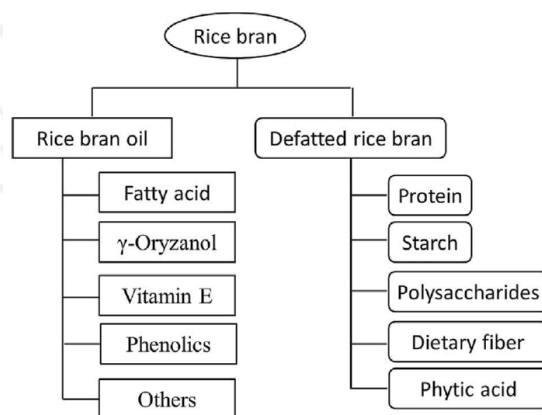 Rice bran
Rice bran oil
Defatted rice bran
Fatty acid
γ-Oryzanol
Vitamin E
Phenolics
Others
Protein
Starch
Polysaccharides
Dietary fiber
Phytic acid